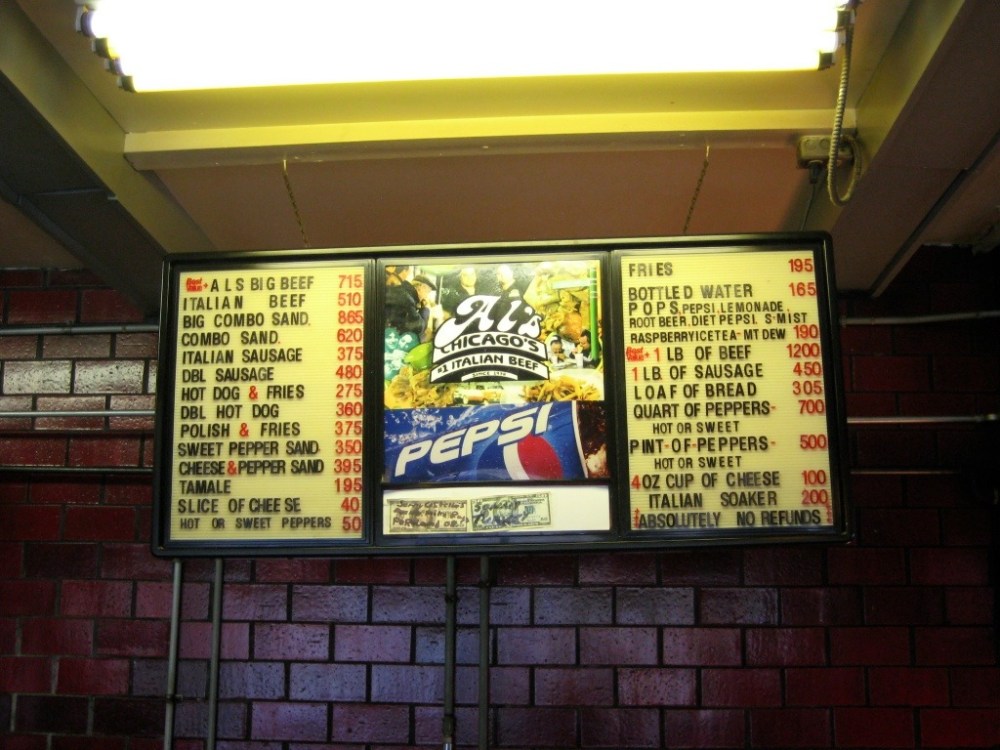 + ALS BIG BEEF 715
ITALIAN BEEF 510
BIG COMBO SAND. 865
COMBO SAND. 620
ITALIAN SAUSAGE 375
DBL SAUSAGE 480
HOT DOG & FRIES 275
DBL HOT DOG 360
POLISH & FRIES 375
SWEET PEPPER SAND 350
CHEESE & PEPPER SAND 395
TAMALE 195
SLICE OF CHEESE 40
HOT OR SWEET PEPPERS 50
Al's
CHICAGO'S
#1 ITALIAN BEEF
SINCE 1938
PEPSI
FRIES 195
BOTTLED WATER 165
POPS, PEPSI, LEMONADE,
ROOT BEER, DIET PEPSI, S-MIST
RASPBERRY ICE TEA- MT DEW 190
+ 1 LB OF BEEF 1200
1 LB. OF SAUSAGE 450
LOAF OF BREAD 305
QUART OF PEPPERS- 700
HOT OR SWEET
PINT-OF-PEPPERS- 500
HOT OR SWEET
4 OZ CUP OF CHEESE 100
ITALIAN SOAKER 200
!ABSOLUTELY NO REFUNDS!